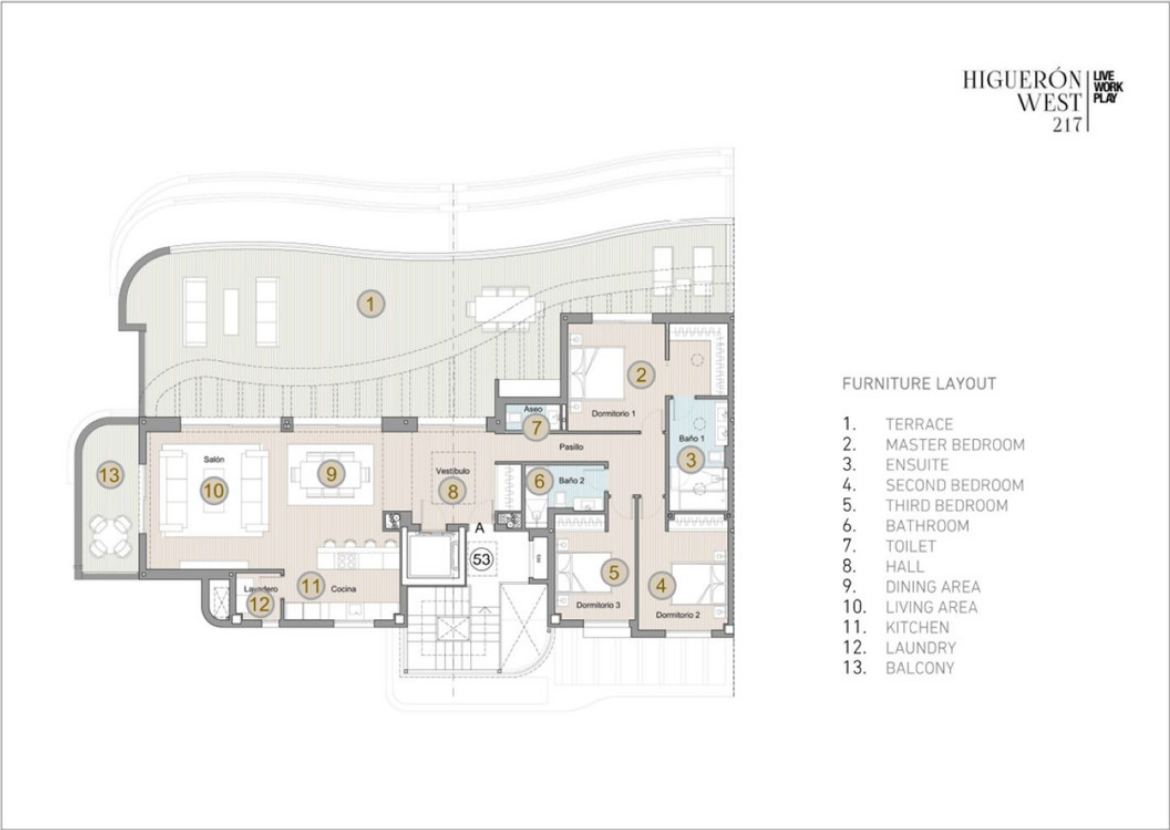 HIGUERÓN
WEST
217
LIVE
WORK
PLAY
1
2
Dormitorio 1
Aseo
7
Pasillo
Baño 1
3
13
Salón
10
9
Vestíbulo
8
6
Baño 2
A
53
11
Cocina
12
5
Dormitorio 3
4
Dormitorio 2
FURNITURE LAYOUT
1. TERRACE
2. MASTER BEDROOM
3. ENSUITE
4. SECOND BEDROOM
5. THIRD BEDROOM
6. BATHROOM
7. TOILET
8. HALL
9. DINING AREA
10. LIVING AREA
11. KITCHEN
12. LAUNDRY
13. BALCONY